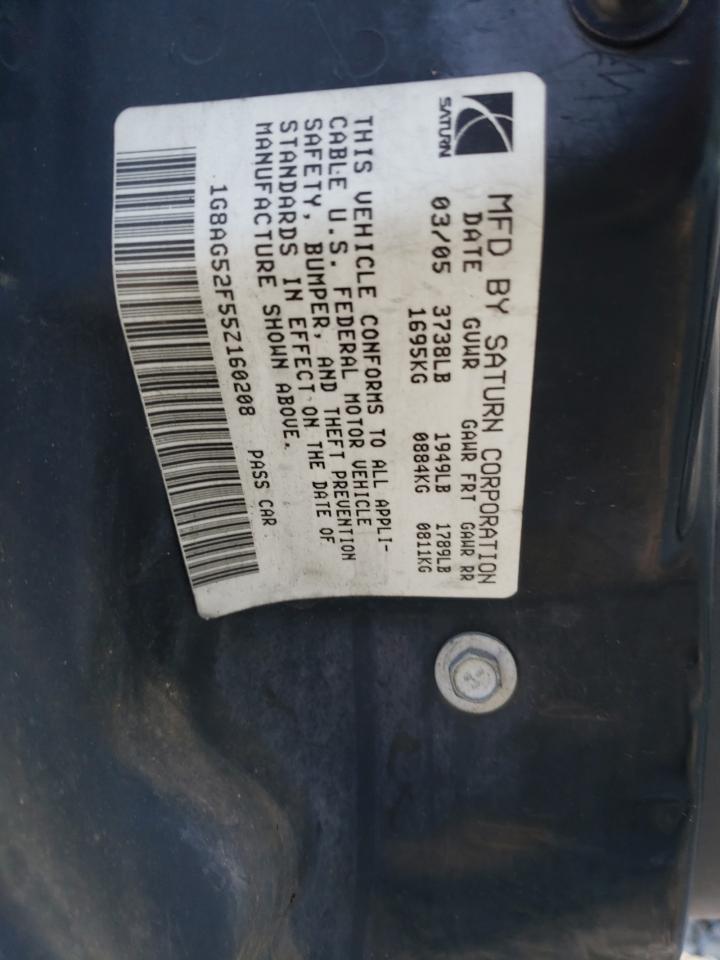 SATURN
MFD BY SATURN CORPORATION
DATE GVWR GAWR FRT GAWR RR
03/05 3738LB 1949LB 1789LB
1695KG 0884KG 0811KG
THIS VEHICLE CONFORMS TO ALL APPLI-
CABLE U.S. FEDERAL MOTOR VEHICLE
SAFETY, BUMPER, AND THEFT PREVENTION
STANDARDS IN EFFECT ON THE DATE OF
MANUFACTURE SHOWN ABOVE.
1G8AG52F55Z160208 PASS CAR